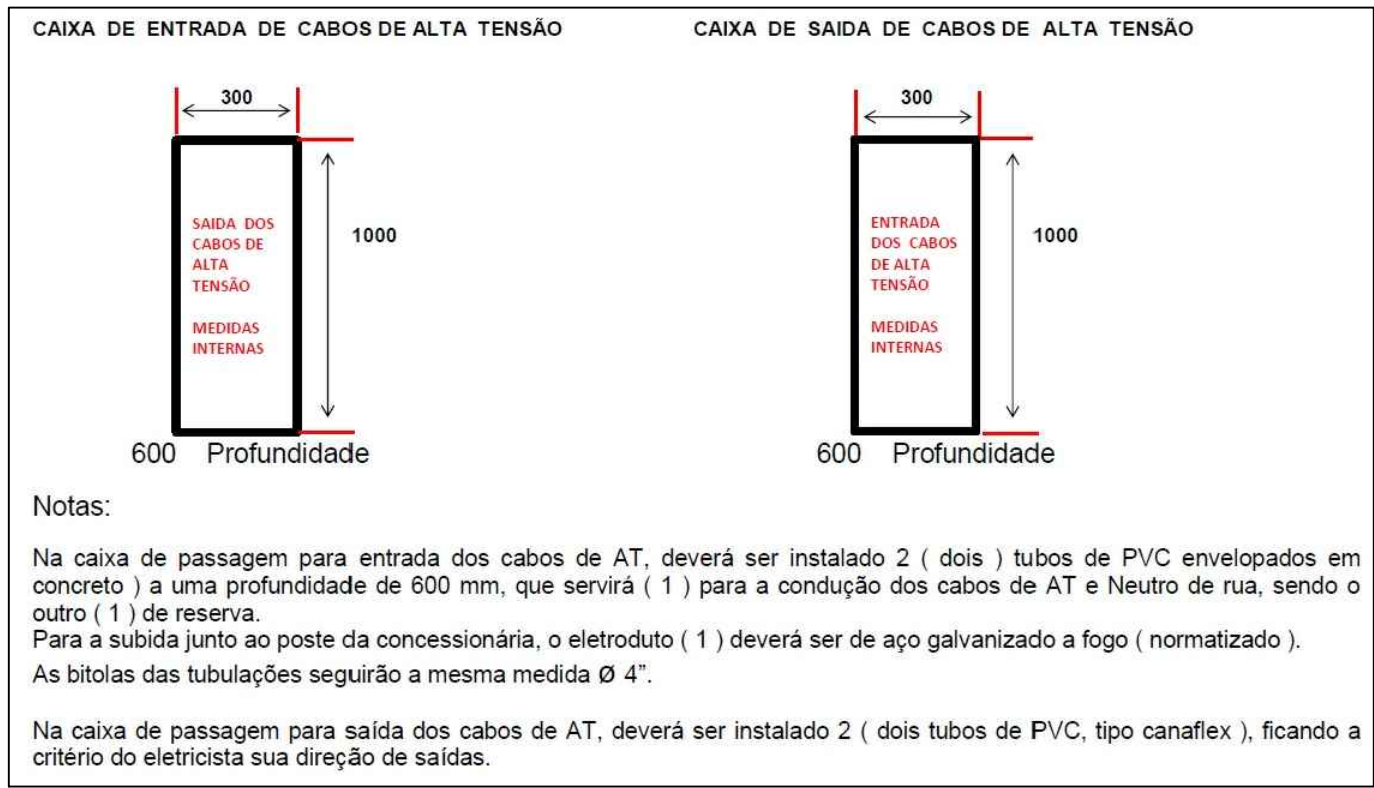 CAIXA DE ENTRADA DE CABOS DE ALTA TENSÃO
300
1000
SAIDA DOS
CABOS DE
ALTA
TENSÃO
MEDIDAS
INTERNAS
600 Profundidade
CAIXA DE SAIDA DE CABOS DE ALTA TENSÃO
300
1000
ENTRADA
DOS CABOS
DE ALTA
TENSÃO
MEDIDAS
INTERNAS
600 Profundidade
Notas:
Na caixa de passagem para entrada dos cabos de AT, deverá ser instalado 2 ( dois ) tubos de PVC envelopados em
concreto ) a uma profundidade de 600 mm, que servirá ( 1 ) para a condução dos cabos de AT e Neutro de rua, sendo o
outro ( 1 ) de reserva.
Para a subida junto ao poste da concessionária, o eletroduto ( 1 ) deverá ser de aço galvanizado a fogo ( normatizado ).
As bitolas das tubulações seguirão a mesma medida Ø 4”.
Na caixa de passagem para saída dos cabos de AT, deverá ser instalado 2 ( dois tubos de PVC, tipo canaflex ), ficando a
critério do eletricista sua direção de saídas.